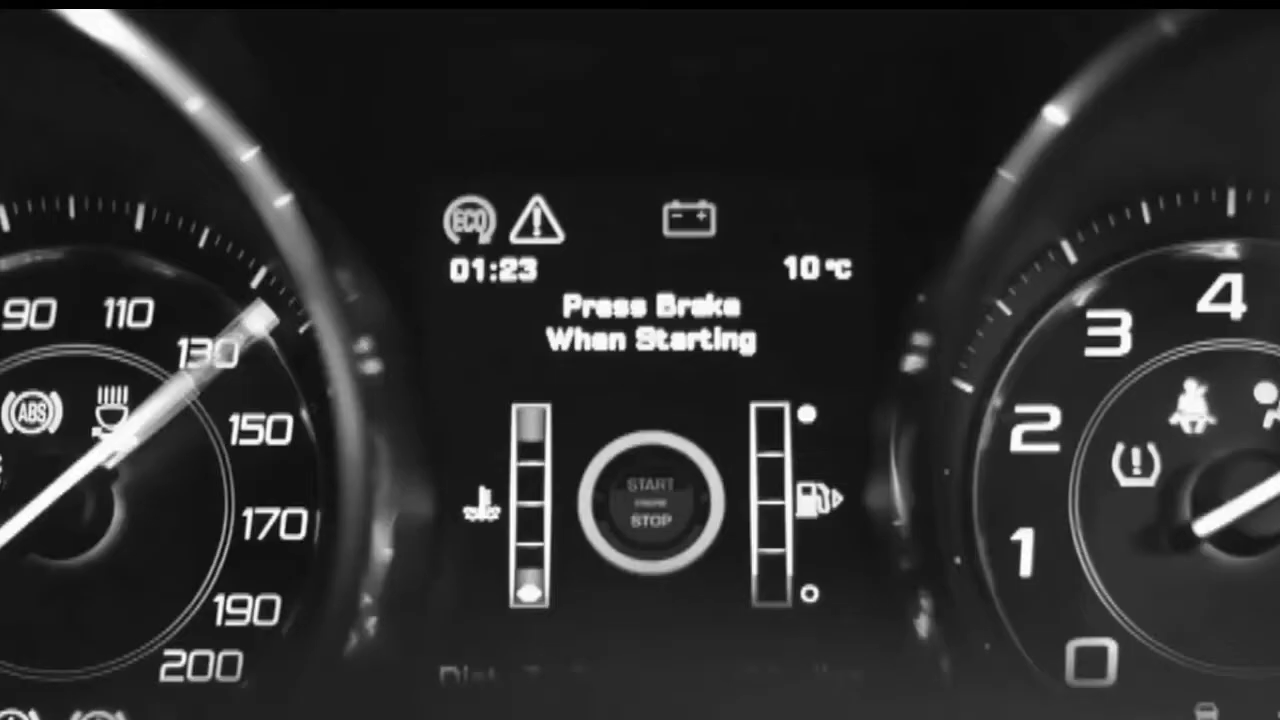 ECO
01:23
10°C
Press Brake
When Starting
90
110
130
150
170
190
200
ABS
START
ENGINE
STOP
4
3
2
1
0